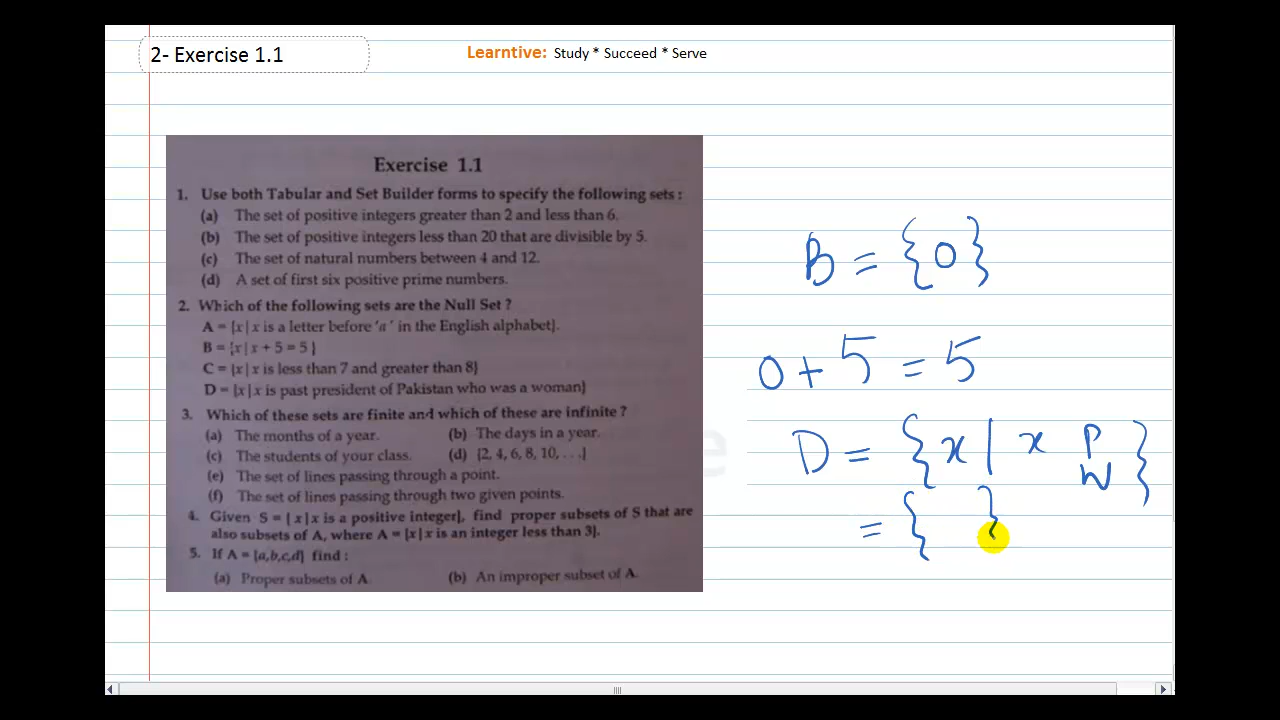 2- Exercise 1.1
Learntive: Study * Succeed * Serve
Exercise 1.1
1. Use both Tabular and Set Builder forms to specify the following sets :
(a) The set of positive integers greater than 2 and less than 6.
(b) The set of positive integers less than 20 that are divisible by 5.
(c) The set of natural numbers between 4 and 12.
(d) A set of first six positive prime numbers.
2. Which of the following sets are the Null Set ?
A = {x | x is a letter before 'a' in the English alphabet}.
B = {x | x + 5 = 5 }
C = {x | x is less than 7 and greater than 8}
D = {x | x is past president of Pakistan who was a woman}
3. Which of these sets are finite and which of these are infinite ?
(a) The months of a year. (b) The days in a year.
(c) The students of your class. (d) {2, 4, 6, 8, 10, . . .}
(e) The set of lines passing through a point.
(f) The set of lines passing through two given points.
4. Given S = { x | x is a positive integer}, find proper subsets of S that are
also subsets of A, where A = {x | x is an integer less than 3}.
5. If A = {a,b,c,d} find :
(a) Proper subsets of A. (b) An improper subset of A.
B = {0}
0 + 5 = 5
D = {x | x P
W }
= { }